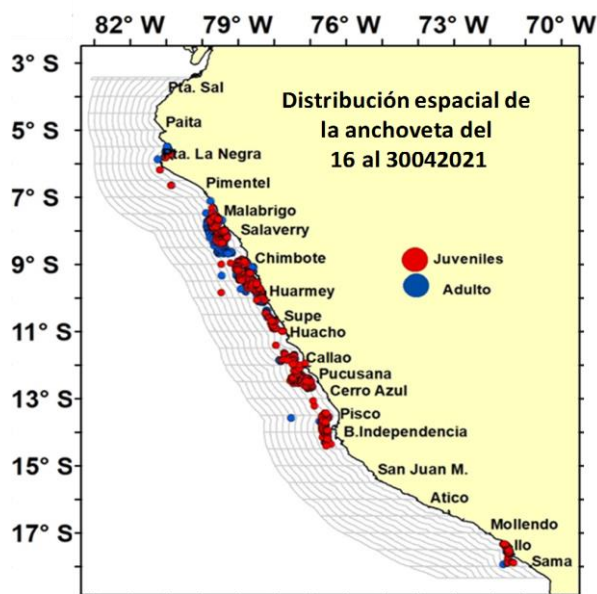 82° W 79° W 76° W 70° W
3° S
5° S
7° S
9° S
11° S
13° S
15° S
17° S
Distribución espacial de
la anchoveta del
16 al 30042021
Juveniles
Adulto
Pta. Sal
Paita
Pta. La Negra
Pimentel
Malabrigo
Salaverry
Chimbote
Huarmey
Supe
Huacho
Callao
Pucusana
Cerro Azul
Pisco
B.Independencia
San Juan M.
Atico
Mollendo
Ilo
Sama